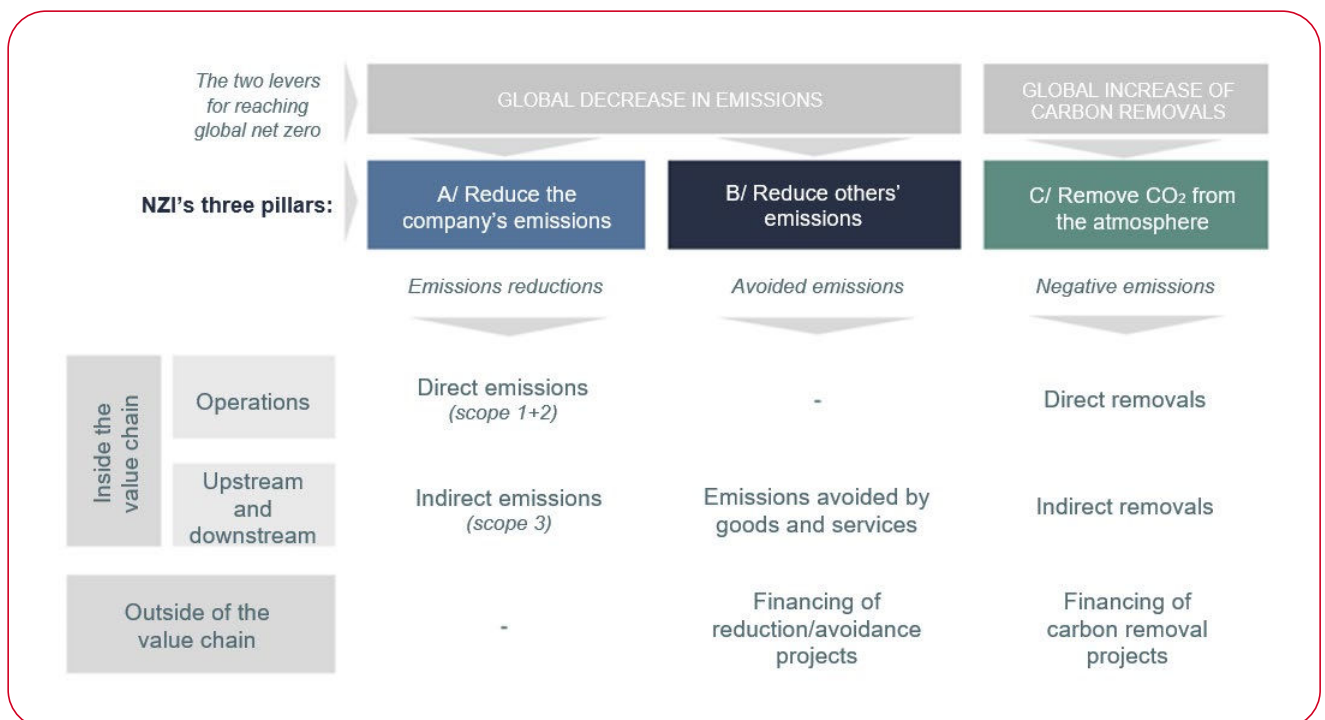 The two levers
for reaching
global net zero
GLOBAL DECREASE IN EMISSIONS
GLOBAL INCREASE OF
CARBON REMOVALS
NZI's three pillars:
A/ Reduce the
company's emissions
B/ Reduce others'
emissions
C/ Remove CO₂ from
the atmosphere
Emissions reductions
Avoided emissions
Negative emissions
Inside the
value chain
Operations
Direct emissions
(scope 1+2)
-
Direct removals
Upstream
and
downstream
Indirect emissions
(scope 3)
Emissions avoided by
goods and services
Indirect removals
Outside of the
value chain
-
Financing of
reduction/avoidance
projects
Financing of
carbon removal
projects